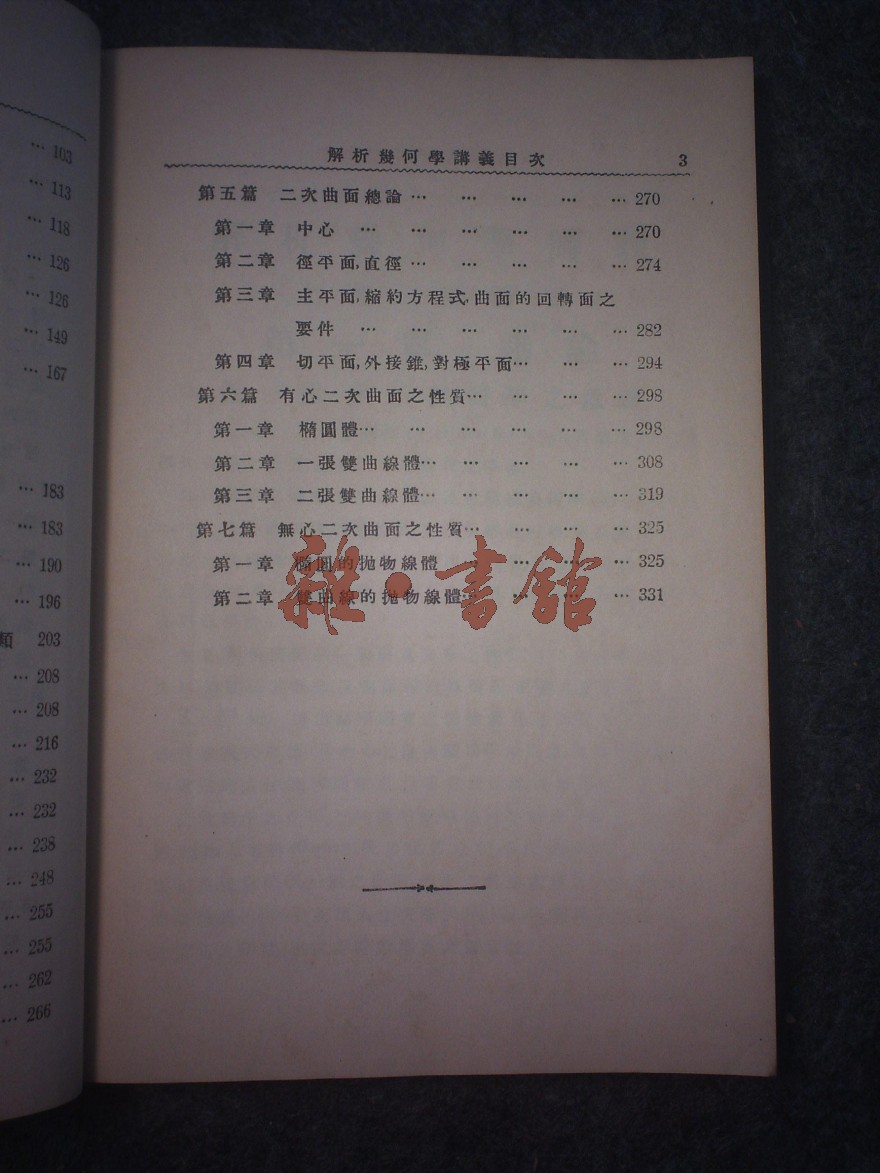 … 103
… 113
… 118
… 126
… 126
… 149
… 167
… 183
… 183
… 190
… 196
類 203
… 208
… 208
… 216
… 232
… 232
… 238
… 248
… 255
… 255
… 262
… 266
解析幾何學講義目次 3
第五篇 二次曲面總論 … … … … … 270
第一章 中心 … … … … … … 270
第二章 徑平面,直徑 … … … … … 274
第三章 主平面,縮約方程式,曲面的回轉面之
要件 … … … … … … 282
第四章 切平面,外接錐,對極平面 … … … 294
第六篇 有心二次曲面之性質 … … … … 298
第一章 橢圓體 … … … … … … 298
第二章 一張雙曲線體 … … … … … 308
第三章 二張雙曲線體 … … … … … 319
第七篇 無心二次曲面之性質 … … … … 325
第一章 橢圓的拋物線體 … … … … 325
第二章 雙曲線的拋物線體 … … … … 331
雜·書館